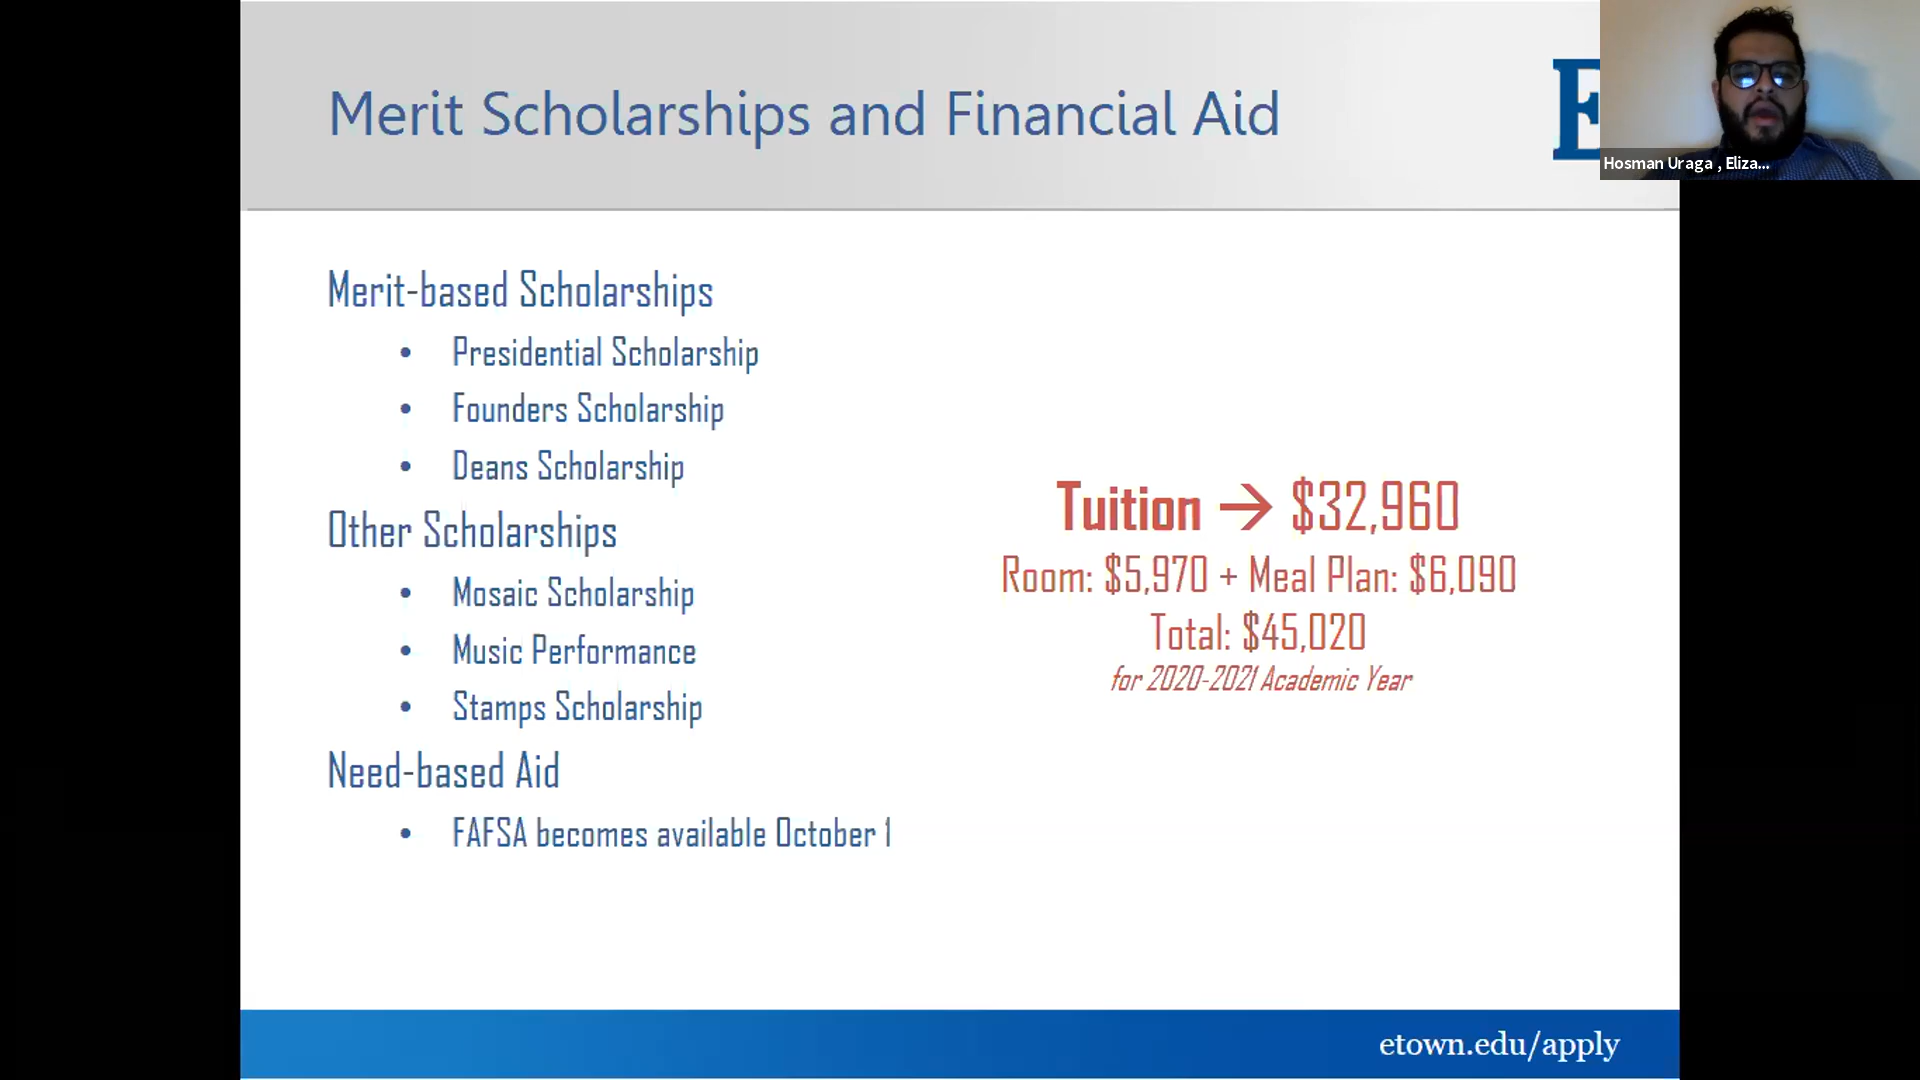 Merit Scholarships and Financial Aid
E
Hosman Uraga , Eliza...
Merit-based Scholarships
• Presidential Scholarship
• Founders Scholarship
• Deans Scholarship
Other Scholarships
• Mosaic Scholarship
• Music Performance
• Stamps Scholarship
Need-based Aid
• FAFSA becomes available October 1
Tuition → $32,960
Room: $5,970 + Meal Plan: $6,090
Total: $45,020
for 2020-2021 Academic Year
etown.edu/apply